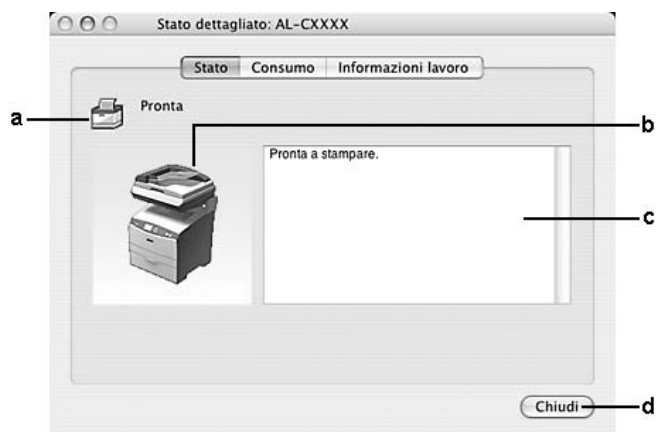 Stato dettagliato: AL-CXXXX
Stato Consumo Informazioni lavoro
a
Pronta
b
Pronta a stampare.
c
Chiudi
d